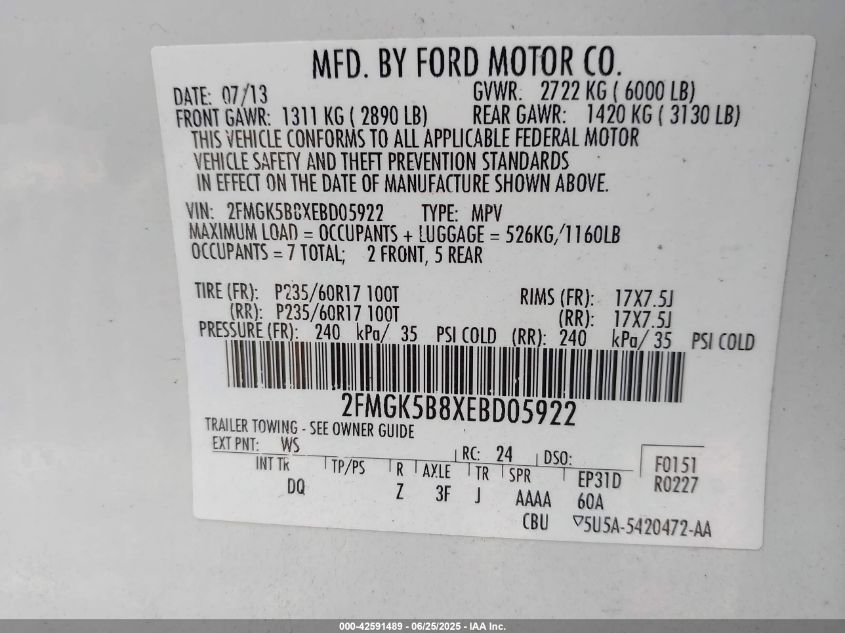 MFD. BY FORD MOTOR CO.
DATE: 07/13 GVWR: 2722 KG ( 6000 LB)
FRONT GAWR: 1311 KG ( 2890 LB) REAR GAWR: 1420 KG ( 3130 LB)
THIS VEHICLE CONFORMS TO ALL APPLICABLE FEDERAL MOTOR
VEHICLE SAFETY AND THEFT PREVENTION STANDARDS
IN EFFECT ON THE DATE OF MANUFACTURE SHOWN ABOVE.
VIN: 2FMGK5B8XEBD05922 TYPE: MPV
MAXIMUM LOAD = OCCUPANTS + LUGGAGE = 526KG/1160LB
OCCUPANTS = 7 TOTAL; 2 FRONT, 5 REAR
TIRE (FR): P235/60R17 100T RIMS (FR): 17X7.5J
(RR): P235/60R17 100T (RR): 17X7.5J
PRESSURE (FR): 240 kPa/ 35 PSI COLD (RR): 240 kPa/ 35 PSI COLD
2FMGK5B8XEBD05922
TRAILER TOWING - SEE OWNER GUIDE
EXT PNT: WS RC: 24 DSO: F0151
INT TR TP/PS R AXLE TR SPR EP31D R0227
DQ Z 3F J AAAA 60A
CBU 5U5A-5420472-AA
000-42591489 - 06/25/2025 - IAA Inc.